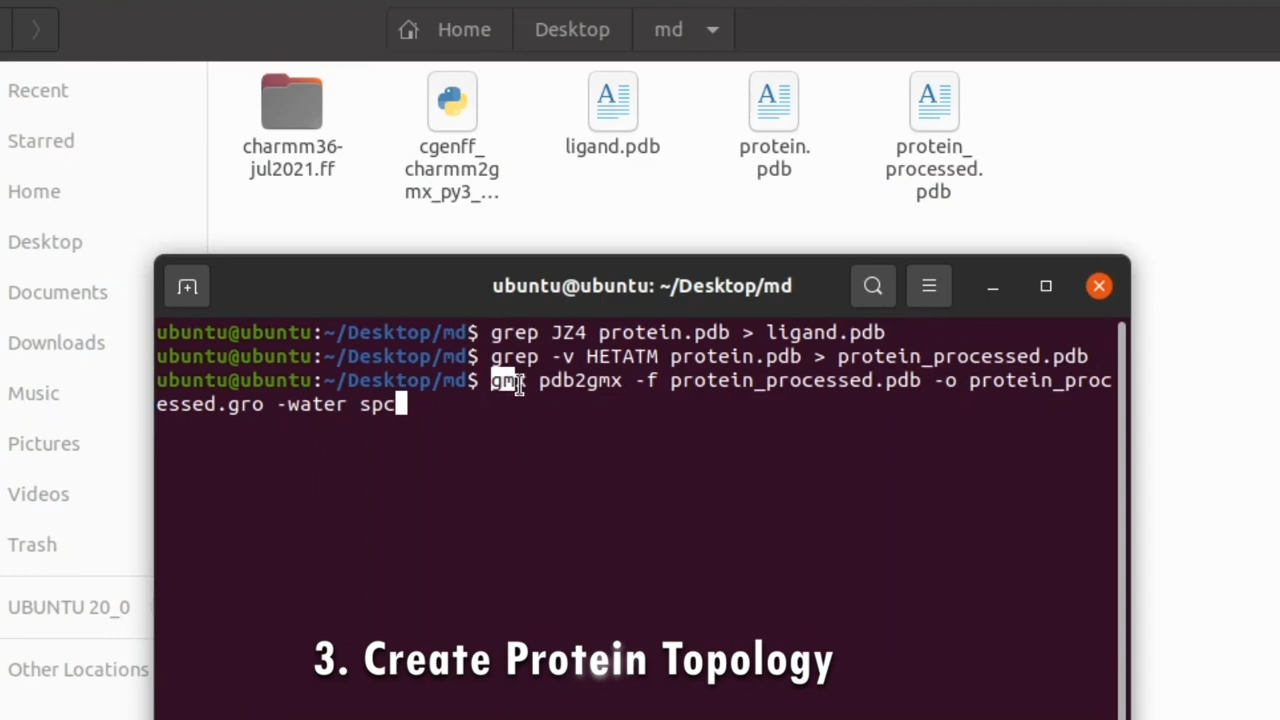 Home Desktop md
Recent
Starred
Home
Desktop
Documents
Downloads
Music
Pictures
Videos
Trash
UBUNTU 20_0
Other Locations
charmm36-
jul2021.ff
cgenff_
charmm2g
mx_py3_...
ligand.pdb
protein.
pdb
protein_
processed.
pdb
ubuntu@ubuntu: ~/Desktop/md
ubuntu@ubuntu:~/Desktop/md$ grep JZ4 protein.pdb > ligand.pdb
ubuntu@ubuntu:~/Desktop/md$ grep -v HETATM protein.pdb > protein_processed.pdb
ubuntu@ubuntu:~/Desktop/md$ gmx pdb2gmx -f protein_processed.pdb -o protein_proc
essed.gro -water spc
3. Create Protein Topology